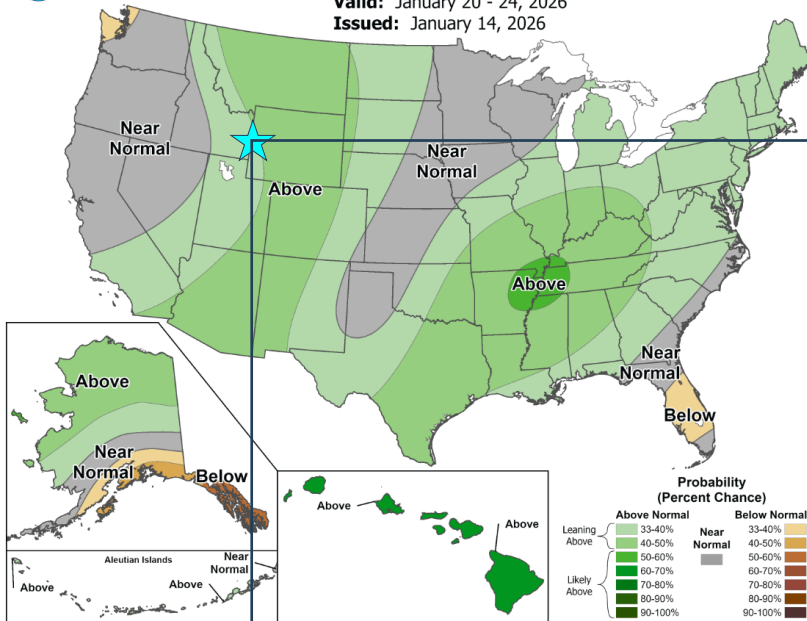 Valid: January 20 - 24, 2026
Issued: January 14, 2026
Near
Normal
Above
Near
Normal
Above
Near
Normal
Below
Above
Near
Normal
Below
Aleutian Islands
Above
Above
Near
Normal
Above
Above
Probability
(Percent Chance)
Above Normal
Below Normal
Leaning
Above
33-40%
40-50%
Likely
Above
50-60%
60-70%
70-80%
80-90%
90-100%
Near
Normal
33-40%
40-50%
50-60%
60-70%
70-80%
80-90%
90-100%